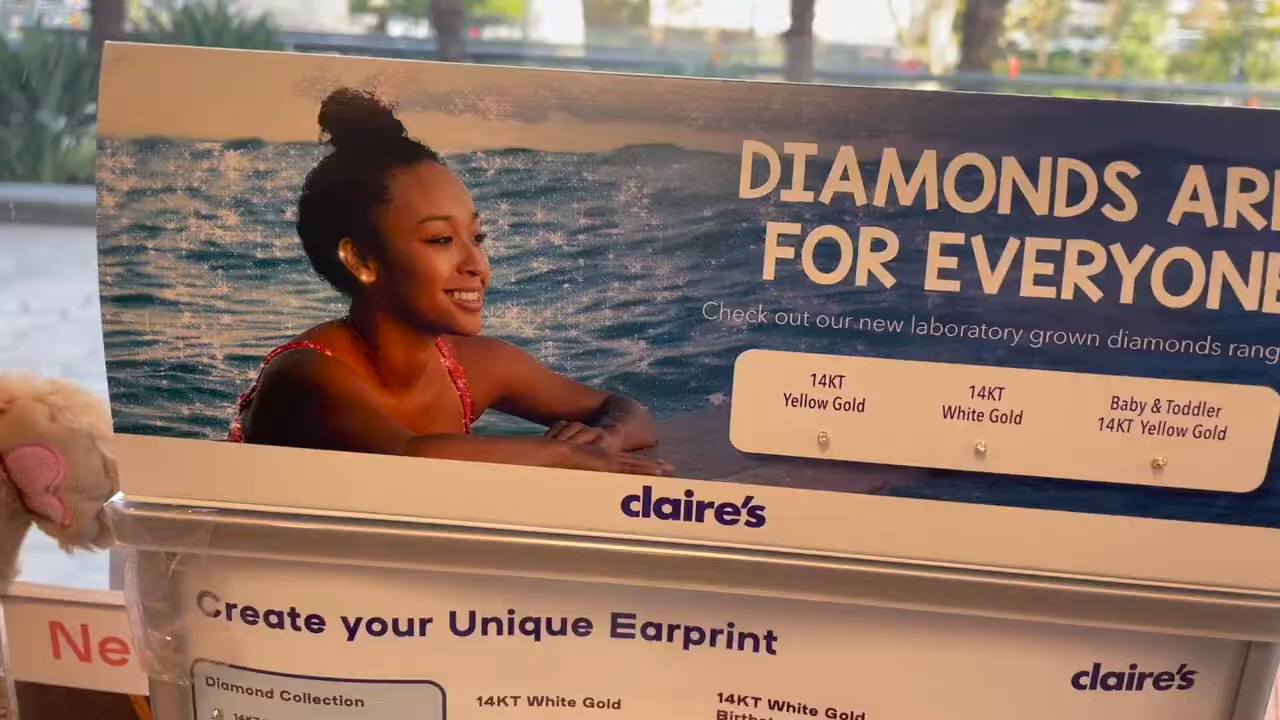 DIAMONDS AR
FOR EVERYONE
Check out our new laboratory grown diamonds rang
14KT
Yellow Gold
14KT
White Gold
Baby & Toddler
14KT Yellow Gold
claire's
Create your Unique Earprint
claire's
Ne
Diamond Collection
14KT White Gold
14KT White Gold